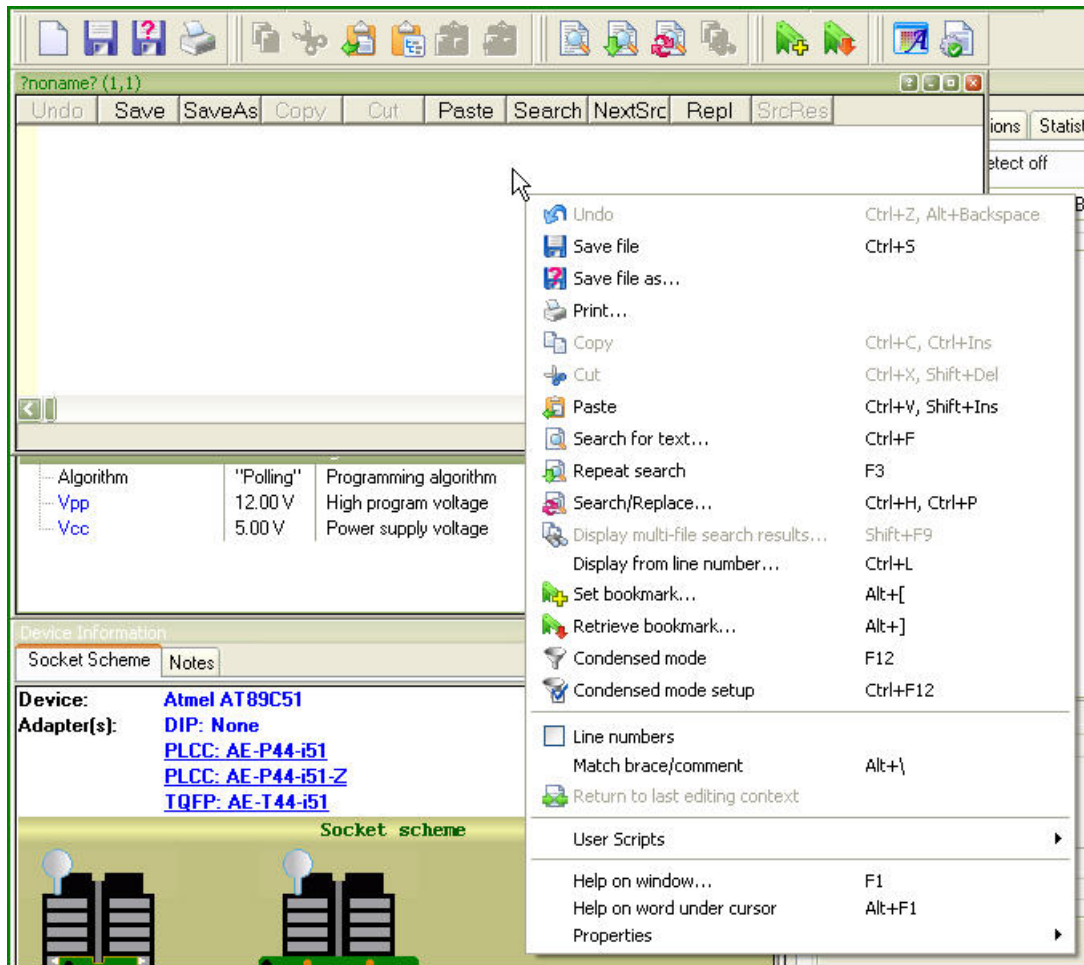 ?noname? (1,1)
Undo Save SaveAs Copy Cut Paste Search NextSrc Repl SrcRes
ions Statist
etect off
B
Undo Ctrl+Z, Alt+Backspace
Save file Ctrl+S
Save file as...
Print...
Copy Ctrl+C, Ctrl+Ins
Cut Ctrl+X, Shift+Del
Paste Ctrl+V, Shift+Ins
Search for text... Ctrl+F
Repeat search F3
Search/Replace... Ctrl+H, Ctrl+P
Display multi-file search results... Shift+F9
Display from line number... Ctrl+L
Set bookmark... Alt+[
Retrieve bookmark... Alt+]
Condensed mode F12
Condensed mode setup Ctrl+F12
Line numbers
Match brace/comment Alt+\
Return to last editing context
User Scripts
Help on window... F1
Help on word under cursor Alt+F1
Properties
Algorithm "Polling" Programming algorithm
Vpp 12.00 V High program voltage
Vcc 5.00 V Power supply voltage
Device Information
Socket Scheme Notes
Device: Atmel AT89C51
Adapter(s): DIP: None
PLCC: AE-P44-i51
PLCC: AE-P44-i51-Z
TQFP: AE-T44-i51
Socket scheme